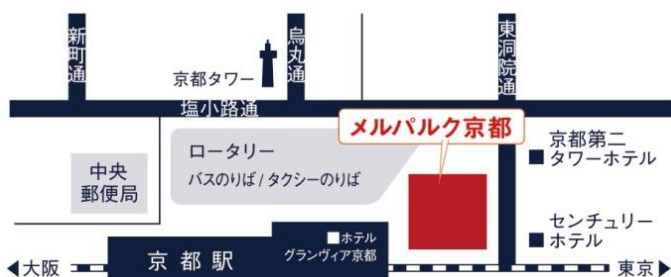 新町通
烏丸通
東洞院通
京都タワー
塩小路通
メルパルク京都
中央
郵便局
ロータリー
バスのりば / タクシーのりば
京都第二
タワーホテル
センチュリー
ホテル
ホテル
グランヴィア京都
京都駅
大阪
東京